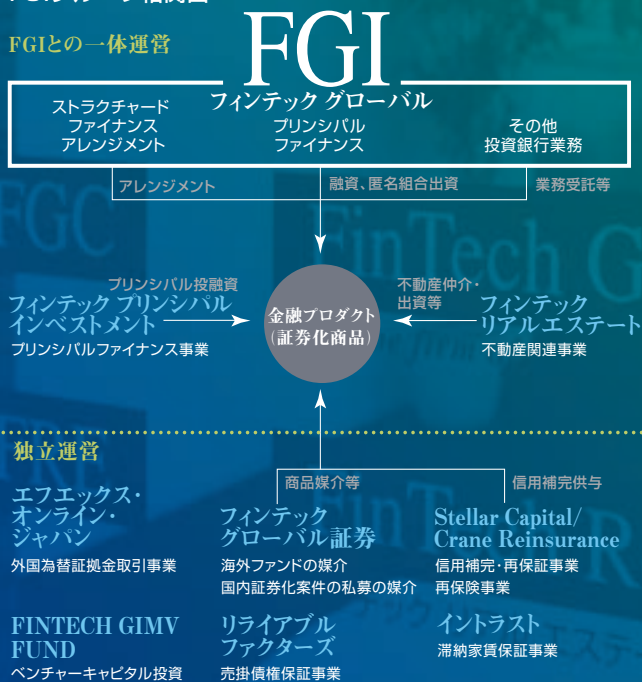 FGIとの一体運営
FGI
フィンテック グローバル
ストラクチャード
ファイナンス
アレンジメント
プリンシパル
ファイナンス
その他
投資銀行業務
アレンジメント
融資、匿名組合出資
業務受託等
プリンシパル投融資
フィンテック プリンシパル
インベストメント
プリンシパルファイナンス事業
金融プロダクト
(証券化商品)
不動産仲介・
出資等
フィンテック
リアルエステート
不動産関連事業
独立運営
商品媒介等
信用補完供与
エフエックス・
オンライン・
ジャパン
外国為替証拠金取引事業
フィンテック
グローバル証券
海外ファンドの媒介
国内証券化案件の私募の媒介
Stellar Capital/
Crane Reinsurance
信用補完・再保証事業
再保険事業
FINTECH GIMV
FUND
ベンチャーキャピタル投資
リライアブル
ファクターズ
売掛債権保証事業
イントラスト
滞納家賃保証事業